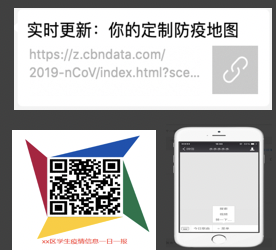 实时更新：你的定制防疫地图
https://z.cbndata.com/
2019-nCoV/index.html?sce...
xx区学生疫情信息一日一报